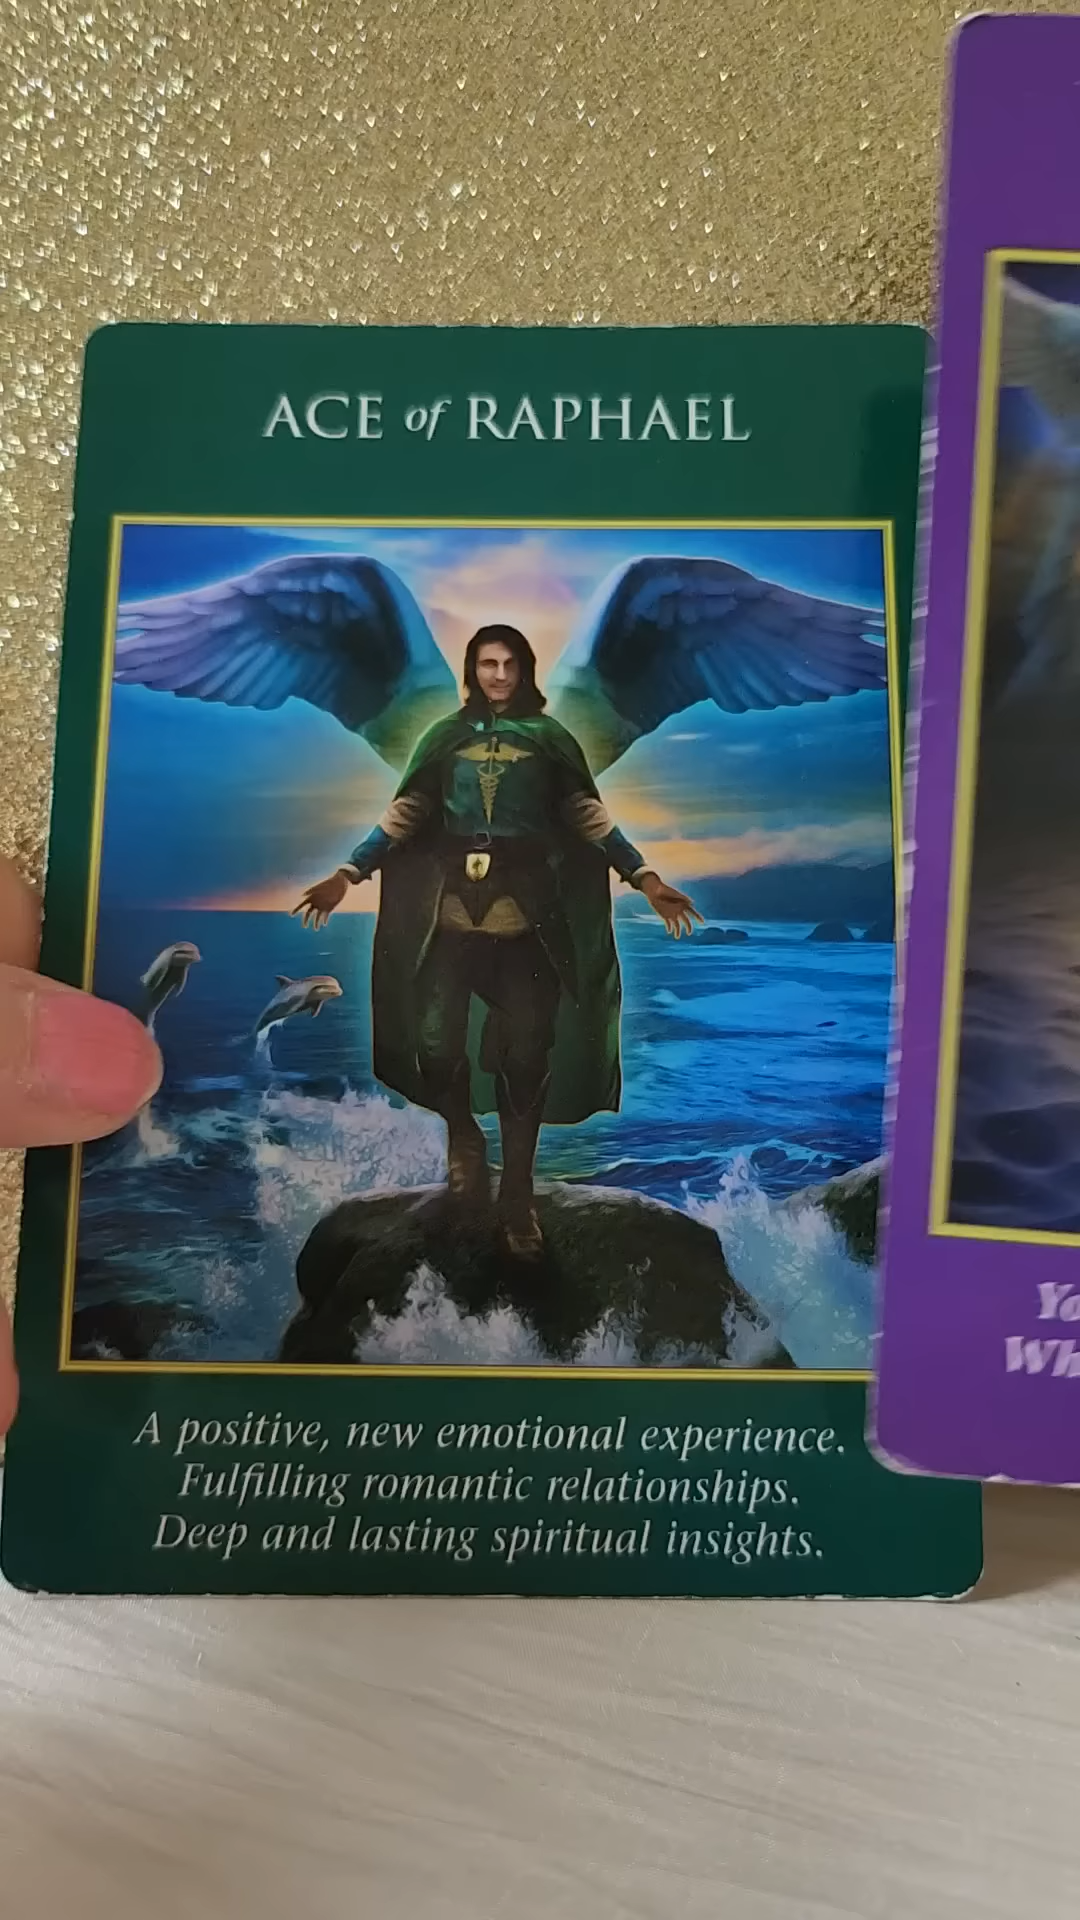 ACE of RAPHAEL
A positive, new emotional experience.
Fulfilling romantic relationships.
Deep and lasting spiritual insights.